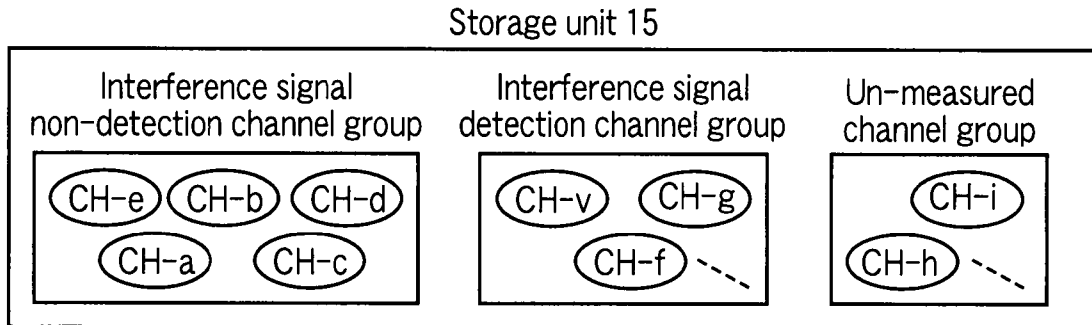 Storage unit 15
Interference signal
non-detection channel group
Interference signal
detection channel group
Un-measured
channel group
CH-e CH-b CH-d
CH-a CH-c
CH-v CH-g
CH-f
CH-i
CH-h